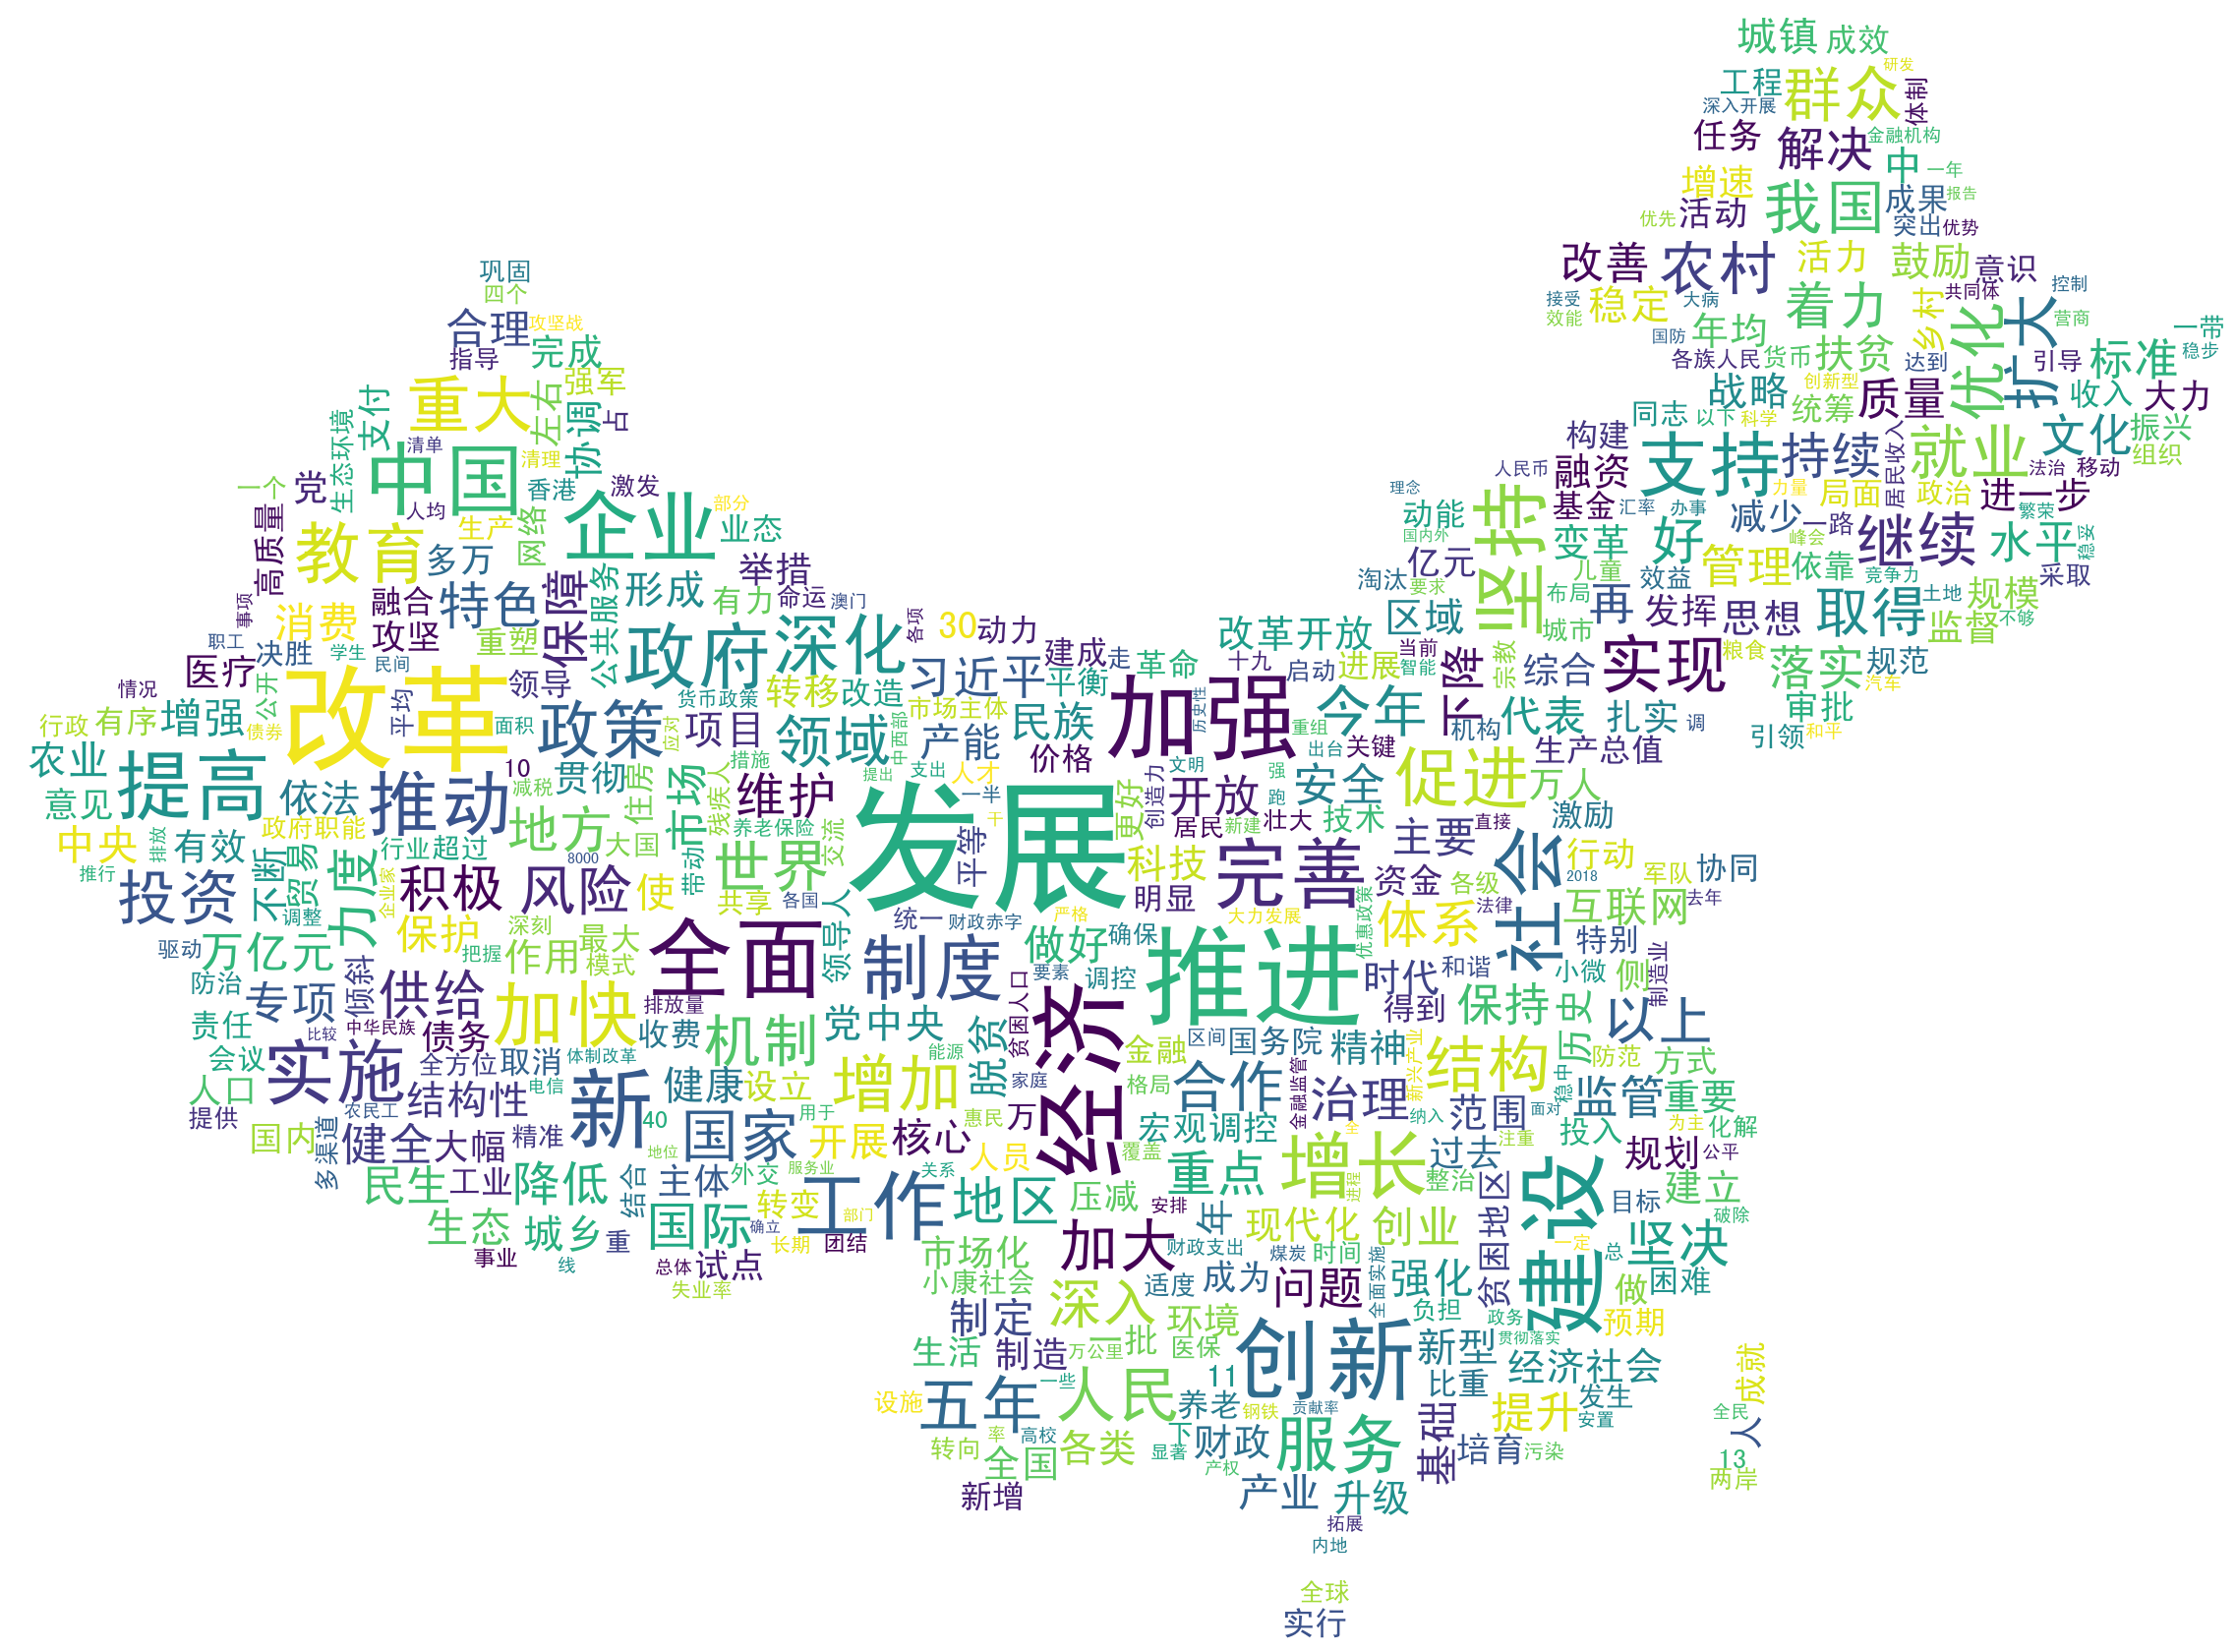 城镇 成效
研发
工程 群众
深入开展 体制
任务 解决 金融机构
中 一年
增速 我国 成果 报告
优先 活动 突出 优势
巩固
四个
改善 农村 活力 鼓励 意识
控制
合理 攻坚战
接受 稳定 大病 着力 乡村 共同体
效能 优化 扩大 营商 一带
指导 完成
国防 年均 稳步
各族人民 货币 扶贫 达到 引导 标准
重大 强军
战略 创新型 质量 收入 大力
支付 左右 协调 占
同志 以下 科学 统筹
生态环境 清单 清理
构建 支持 持续 就业 文化 振兴
组织
中国 香港 激发
人民币 融资 居民收入 法治 移动
一个 党 人均 企业 部分
理念 坚持 基金 汇率 办事 力量 局面 政治 进一步
高质量 生产 网络 业态
动能 减少 一路 繁荣
国内外 变革 好 峰会 继续 水平 稳妥
教育 多万 举措
亿元 儿童 管理 依靠
保障 公共服务 形成 有力 命运 澳门
淘汰 要求 效益 竞争力 采取
事项 消费 融合 特色
区域 布局 再 发挥 思想 取得 土地 规模
职工 决胜 学生 攻坚 重塑 政府 深化 各项 30 动力
改革开放 城市 监督 不够
医疗 民间 领导 习近平 建成 走 革命 十九 启动 进展 当前 智能 下降 宗教 综合 实现 粮食 落实 规范
情况 公开 改革 平均 货币政策 转移 改造 平衡 加强 汽车
行政 有序 增强 债券 面积 政策 项目 应对 领域 中西部 市场主体 民族 历史性 重组 今年 代表 扎实 调 审批
农业 提高 推动 10 贯彻 住房 市场 措施 产能 价格 出台 关键 机构 生产总值 引领 和平
意见 依法 减税 地方 残疾人 维护 提出 支出 人才 发展 更好 创造力 文明 开放 强 安全 促进 万人
中央 排放 有效 政府职能 大国 养老保险 交流 一半 干 居民 新建 跑 壮大 技术 主要 直接 激励
推行 不断 贸易 力度 行业 超过 8000 带动 世界 平等 科技 完善 社会 行动 军队 协同
投资 调整 企业家 积极 风险 使 共享 各国 明显 资金 各级 2018 互联网 去年
万亿元 保护 深刻 最大 领导人 统一 财政赤字 严格 大力发展 优惠政策 体系 法律 特别
驱动 把握 作用 模式 全面 制度 做好 确保 推进 时代 和谐 小微 侧 制造业
防治 专项 倾斜 供给 加快 排放量 要素 调控 得到 保持 历史 以上
责任 比较 中华民族 债务 收费 机制 党中央 脱贫 贫困人口 经济 区间 国务院 精神 新兴产业 结构 防范 方式
会议 实施 全方位 取消 体制改革 能源 金融 金融监管 稳中
人口 结构性 电信 新 健康 设立 增加 家庭 格局 合作 治理 范围 面对 监管 重要
提供 农民工 40 国家 用于 惠民 万 宏观调控 纳入 投入 为主 化解
国内 多渠道 健全 大幅 精准 地位 开展 核心 人员 覆盖 全 过去 注重 规划 公平
民生 工业 降低 结合 主体 外交 服务业 关系 地区 压减 重点 增长 进程 整治 建设 目标 建立
生态 城乡 重 国际 转变 工作 部门 安排 年 现代化 创业 贫困地区 一定 破除
事业 线 总体 试点 确立 长期 团结 市场化 加大 财政支出 煤炭 时间 总 坚决
失业率 小康社会 适度 成为 问题 全面实施 强化 做 困难
制定 深入 环境 负担 政务 预期
生活 制造 万公里 一批 医保 创新 新型 贯彻落实 经济社会 成就
设施 五年 一些 人民 养老 11 比重 提升 发生
钢铁 贡献率 安置 全民
转向 率 高校 各类 显著 下 财政 服务 基础 培育 污染 人
全国 产权 13
新增 产业 升级 两岸
拓展
内地
全球
实行